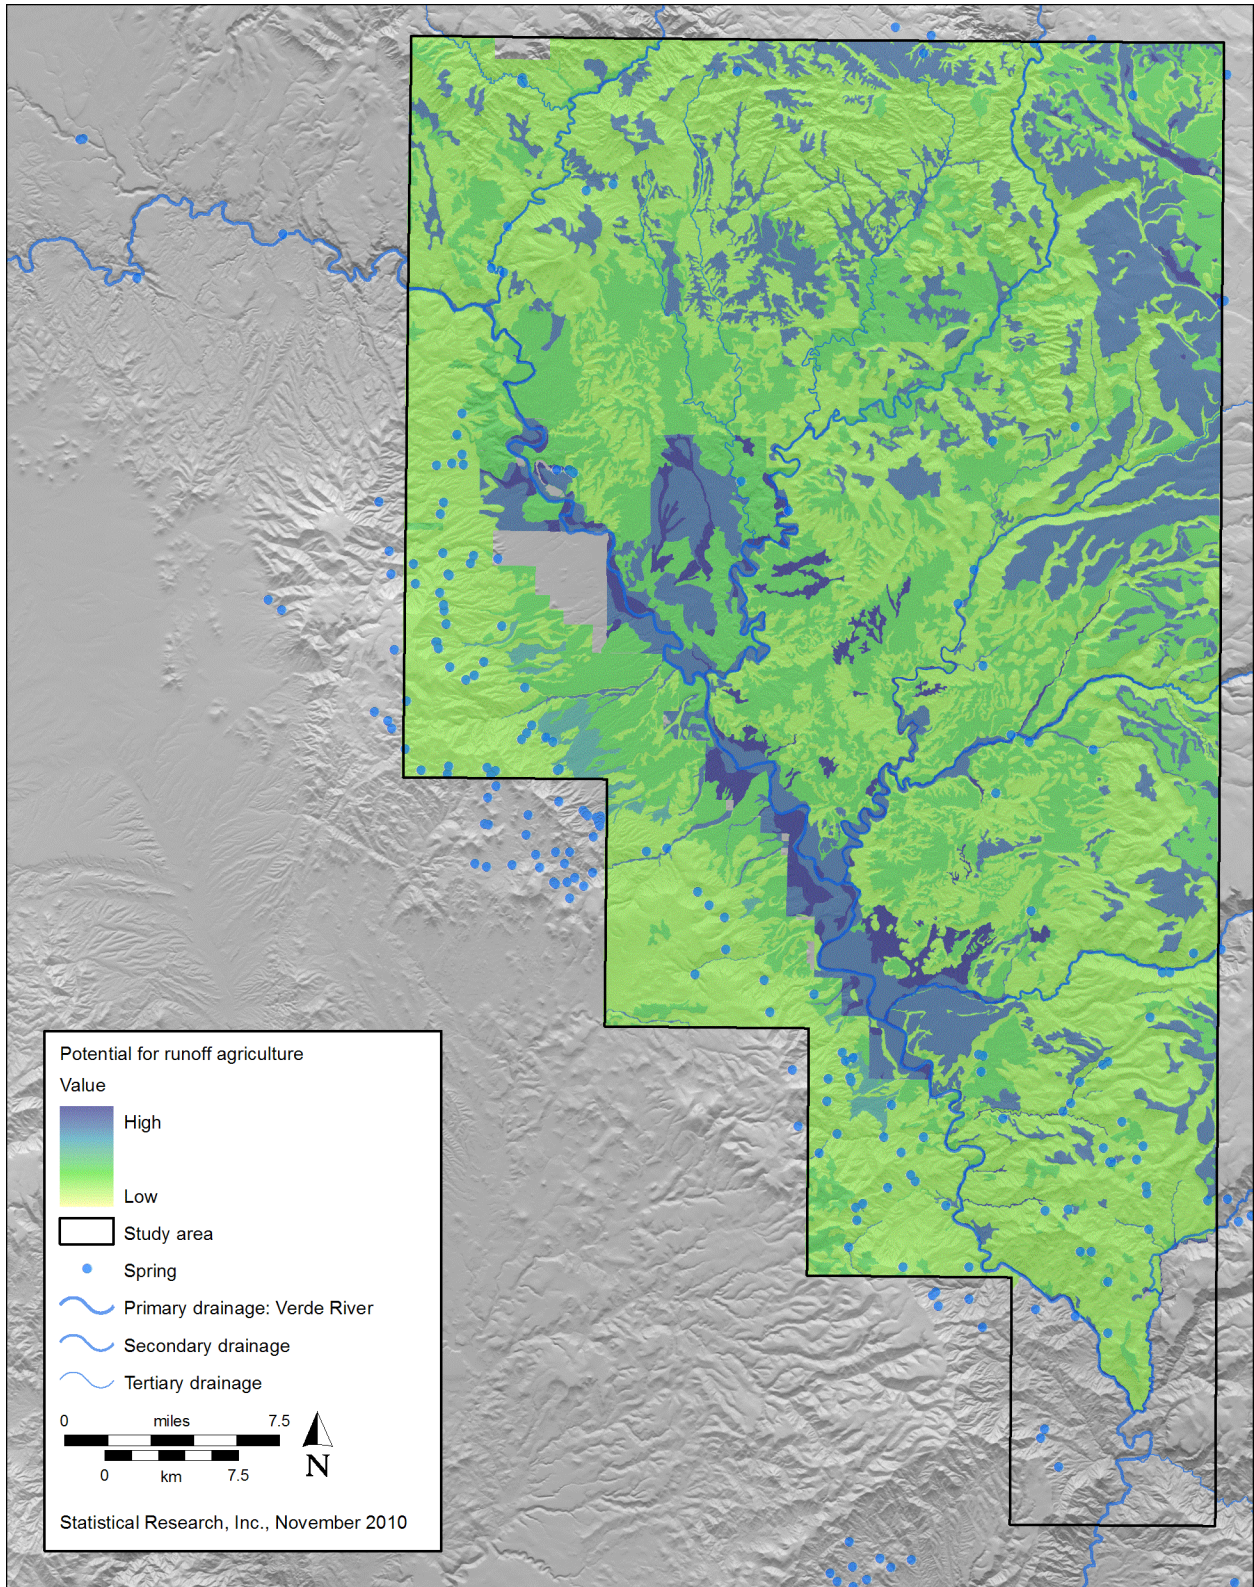 Potential for runoff agriculture
Value
High
Low
Study area
Spring
Primary drainage: Verde River
Secondary drainage
Tertiary drainage
0 miles 7.5
0 km 7.5
N
Statistical Research, Inc., November 2010